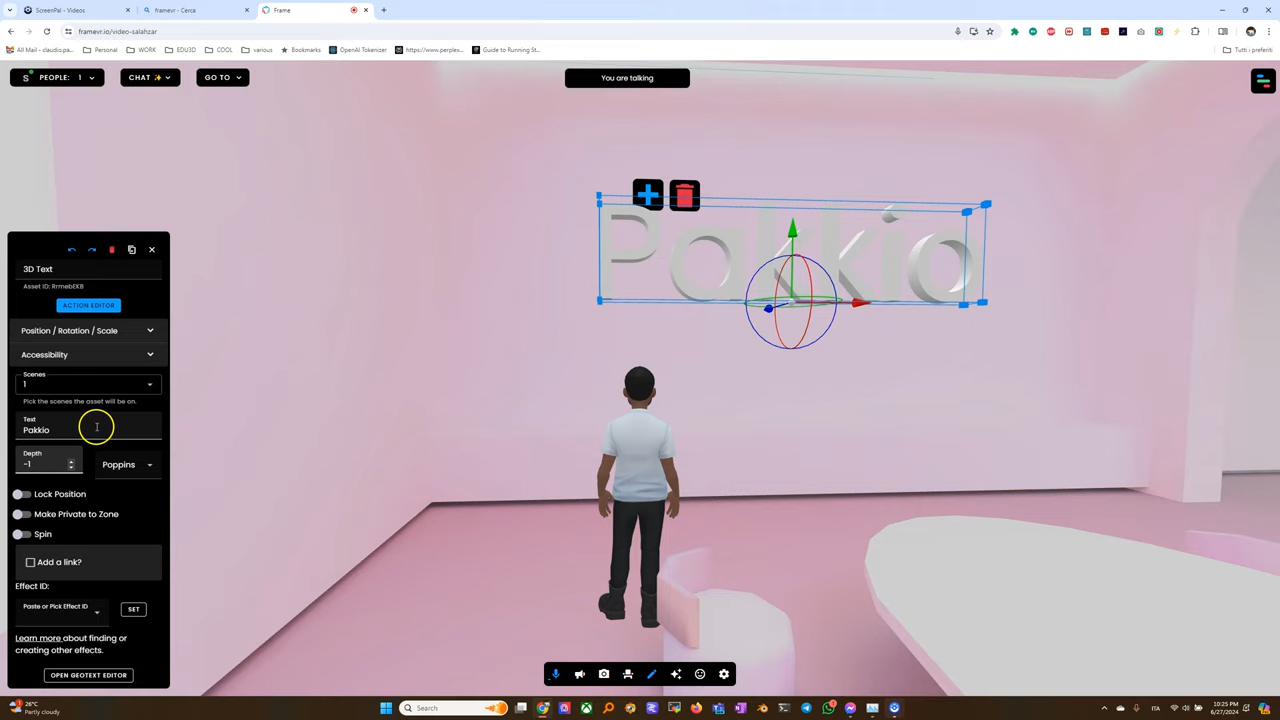 ScreenPal - Videos
framevr - Cerca
Frame
framevr.io/video-salahzar
All Mail - claudio.pa...
Personal
WORK
EDU3D
COOL
various
Bookmarks
OpenAI Tokenizer
https://www.perplex...
Guide to Running St...
Tutti i preferiti
S PEOPLE: 1
CHAT
GO TO
You are talking
Pakkio
3D Text
Asset ID: RrmebEKB
ACTION EDITOR
Position / Rotation / Scale
Accessibility
Scenes
1
Pick the scenes the asset will be on.
Text
Pakkio
Depth
-1
Poppins
Lock Position
Make Private to Zone
Spin
Add a link?
Effect ID:
Paste or Pick Effect ID
SET
Learn more about finding or
creating other effects.
OPEN GEOTEXT EDITOR
26°C
Partly cloudy
Search
ITA
10:25 PM
6/27/2024